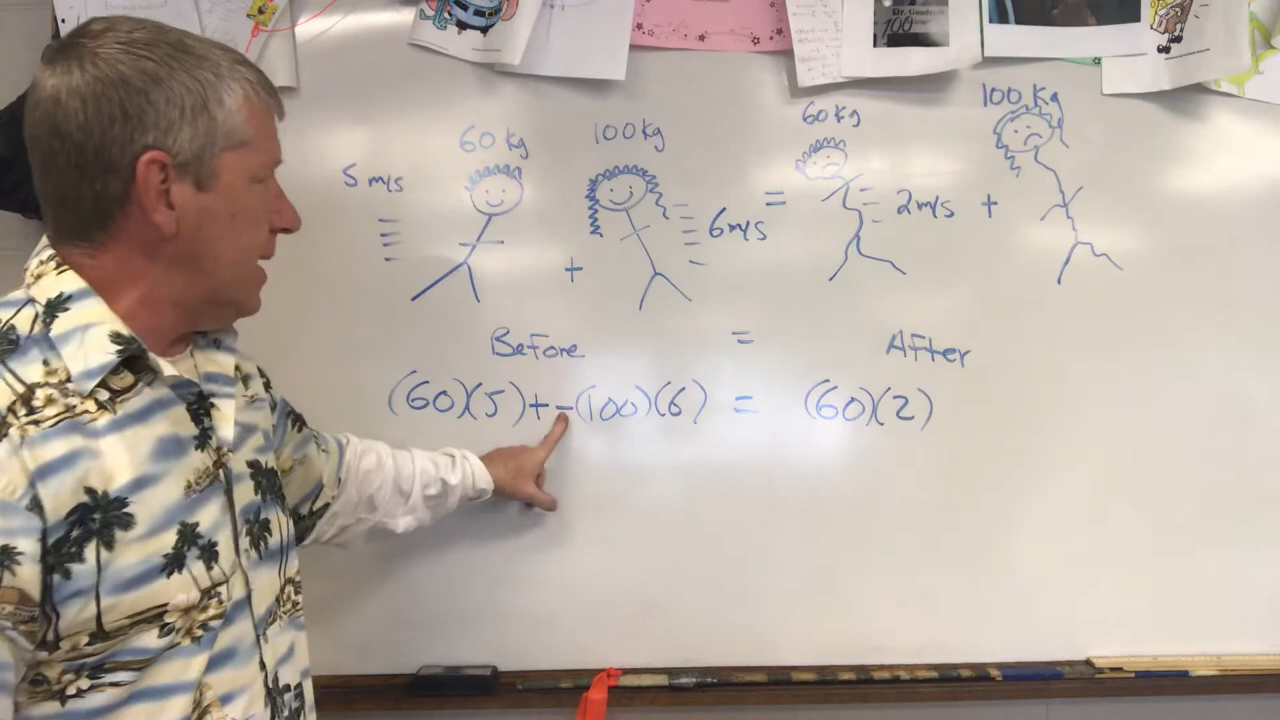 Dr. Gundry
100
60 kg
100 kg
60 kg
100 Kg
5 m/s
6 m/s
=
2 m/s
+
+
Before = After
(60)(5)+-(100)(6) = (60)(2)